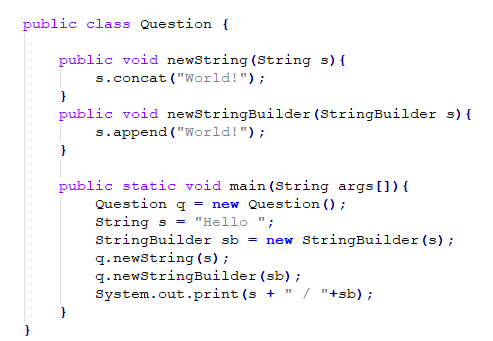 public class Question {
public void newString(String s){
s.concat("World!");
}
public void newStringBuilder(StringBuilder s){
s.append("World!");
}
public static void main(String args[]){
Question q = new Question();
String s = "Hello ";
StringBuilder sb = new StringBuilder(s);
q.newString(s);
q.newStringBuilder(sb);
System.out.print(s + " / "+sb);
}
}